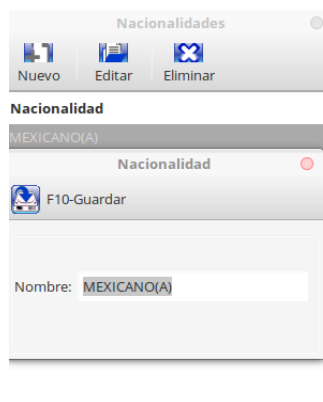 Nacionalidades
Nuevo Editar Eliminar
Nacionalidad
MEXICANO(A)
Nacionalidad
F10-Guardar
Nombre: MEXICANO(A)